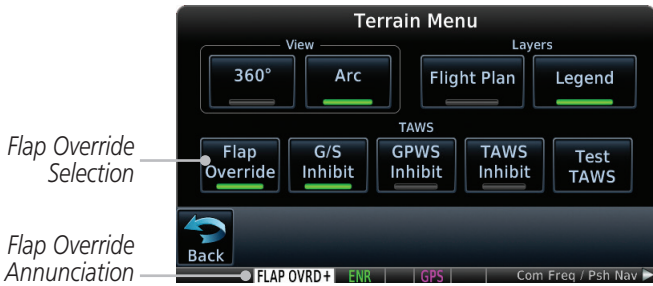 Terrain Menu
View
Layers
360°
Arc
Flight Plan
Legend
TAWS
Flap Override Selection
Flap Override
G/S Inhibit
GPWS Inhibit
TAWS Inhibit
Test TAWS
Back
Flap Override Annunciation
FLAP OVRD+
ENR
GPS
Com Freq / Psh Nav